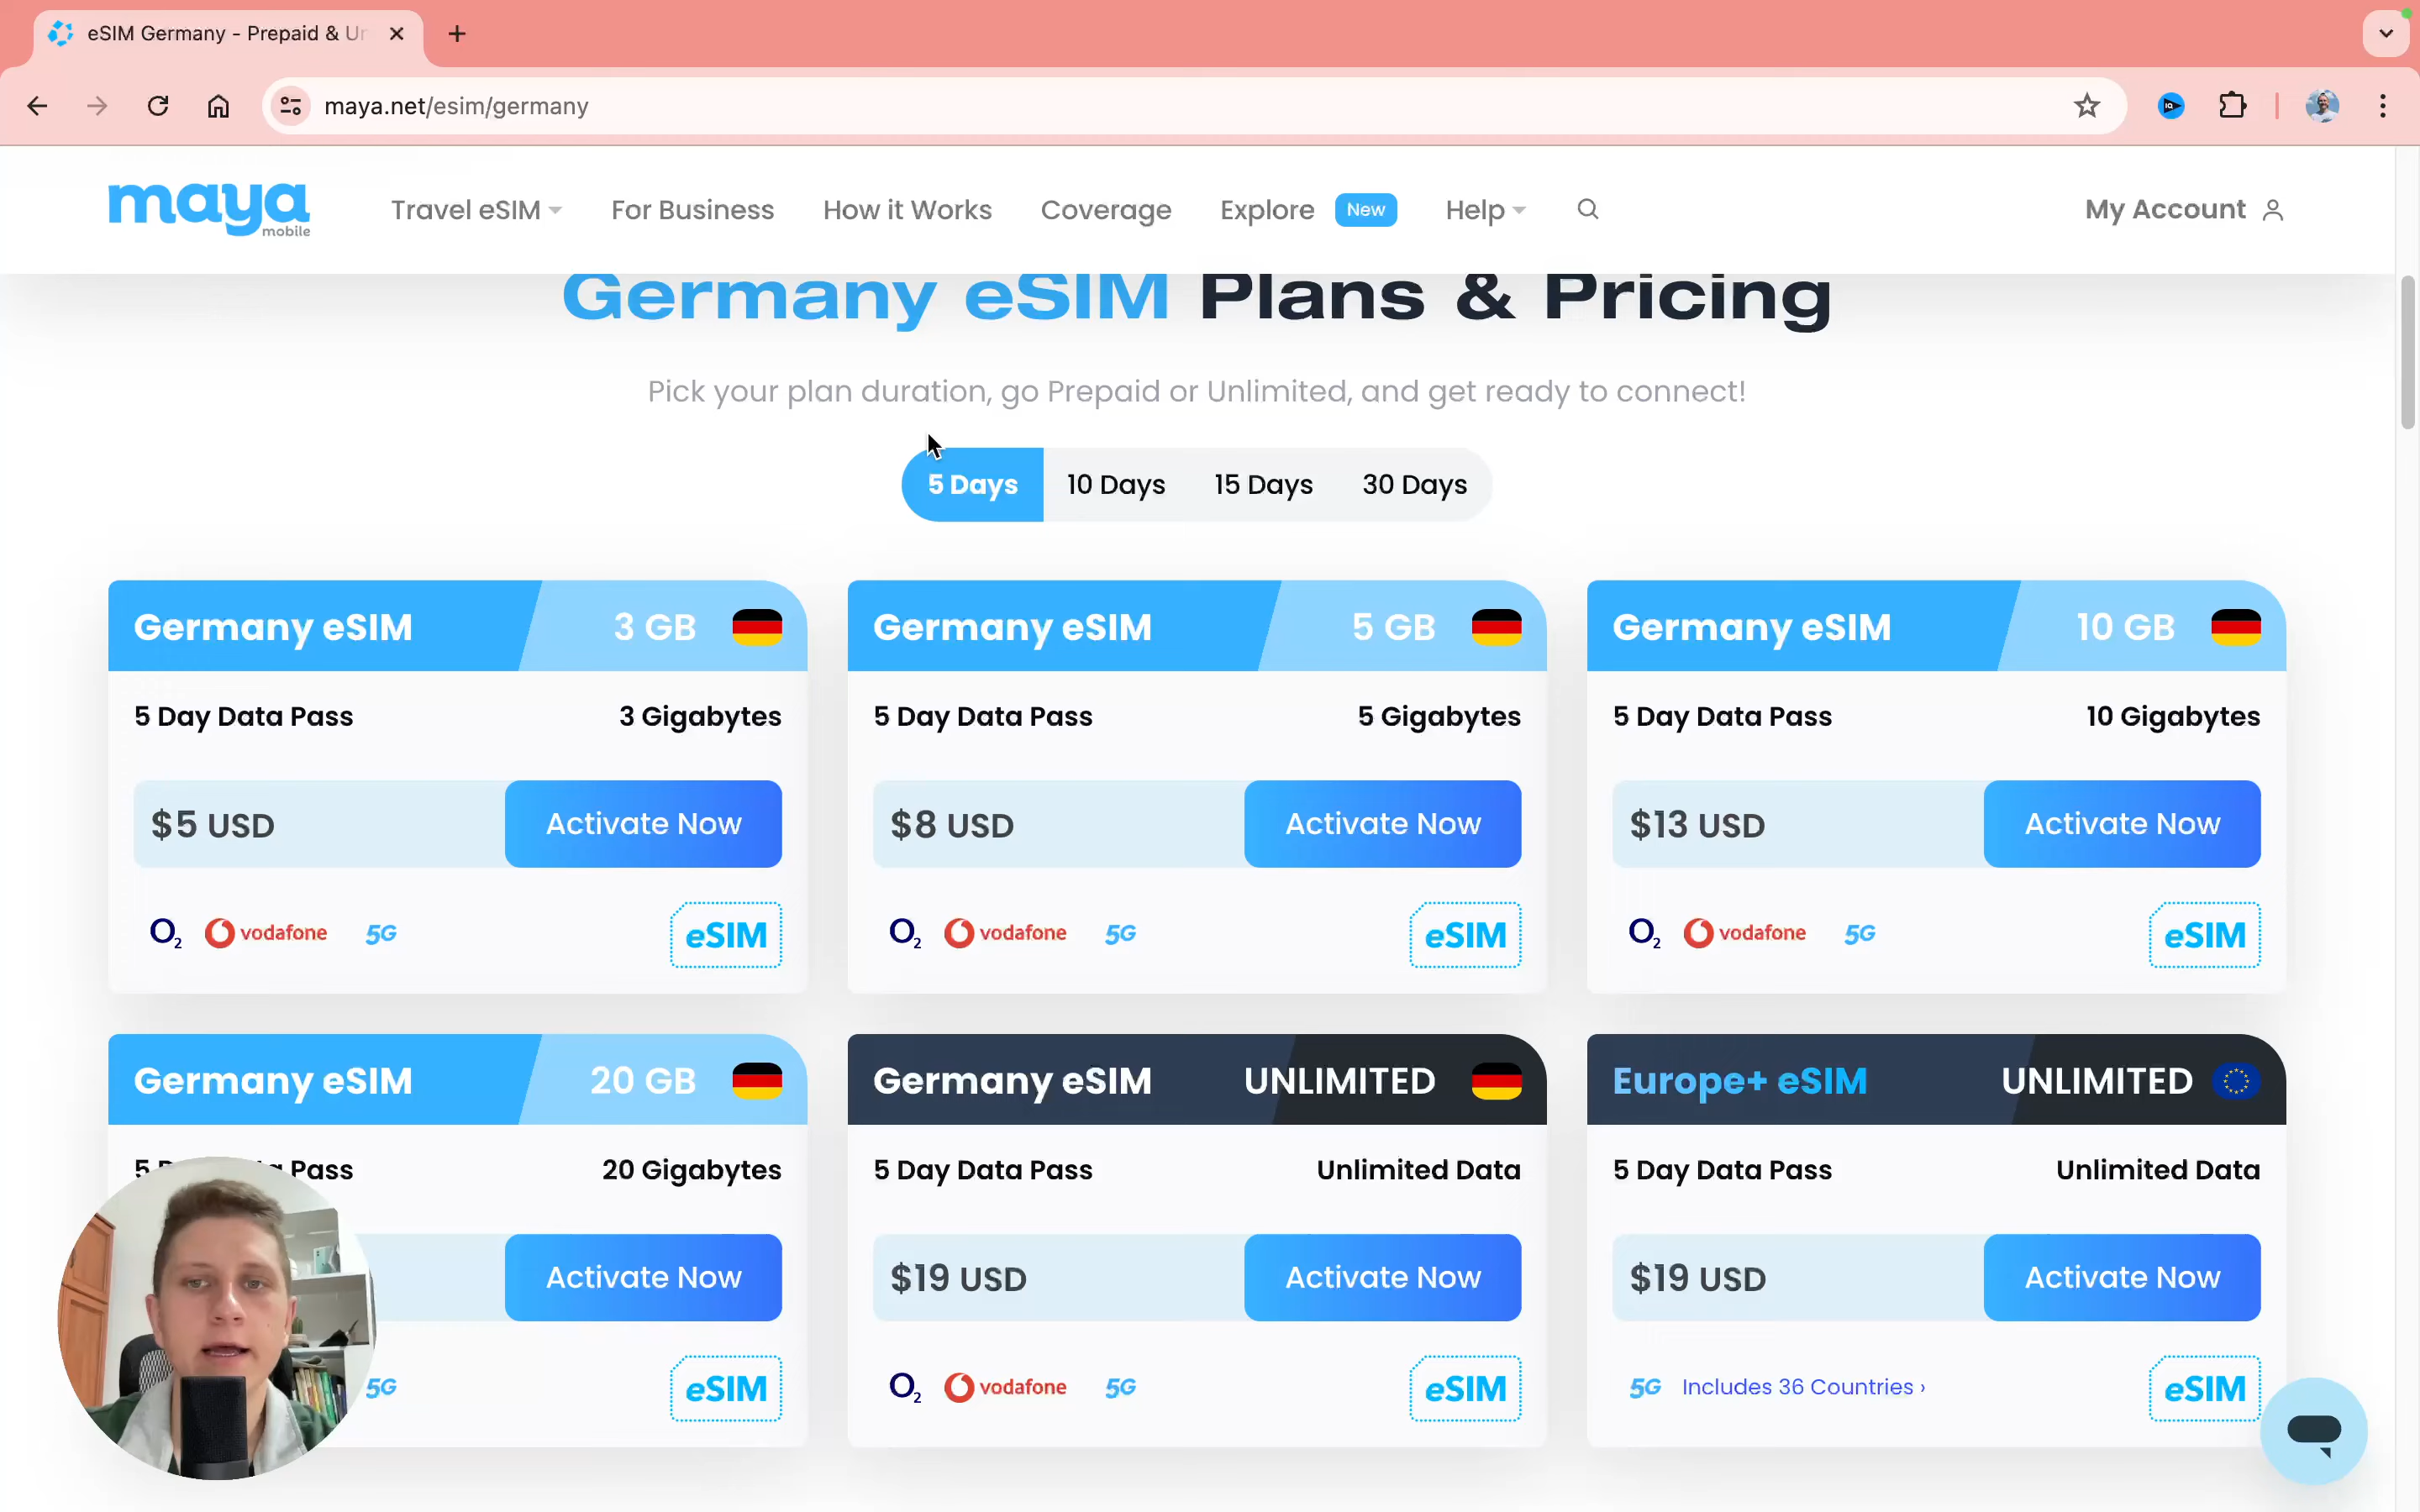 eSIM Germany - Prepaid & Un
maya.net/esim/germany
maya mobile
Travel eSIM
For Business
How it Works
Coverage
Explore New
Help
My Account
Germany eSIM Plans & Pricing
Pick your plan duration, go Prepaid or Unlimited, and get ready to connect!
5 Days 10 Days 15 Days 30 Days
Germany eSIM 3 GB
5 Day Data Pass 3 Gigabytes
$5 USD Activate Now
O2 vodafone 5G eSIM
Germany eSIM 5 GB
5 Day Data Pass 5 Gigabytes
$8 USD Activate Now
O2 vodafone 5G eSIM
Germany eSIM 10 GB
5 Day Data Pass 10 Gigabytes
$13 USD Activate Now
O2 vodafone 5G eSIM
Germany eSIM 20 GB
5 Pass 20 Gigabytes
Activate Now
5G eSIM
Germany eSIM UNLIMITED
5 Day Data Pass Unlimited Data
$19 USD Activate Now
O2 vodafone 5G eSIM
Europe+ eSIM UNLIMITED
5 Day Data Pass Unlimited Data
$19 USD Activate Now
5G Includes 36 Countries › eSIM